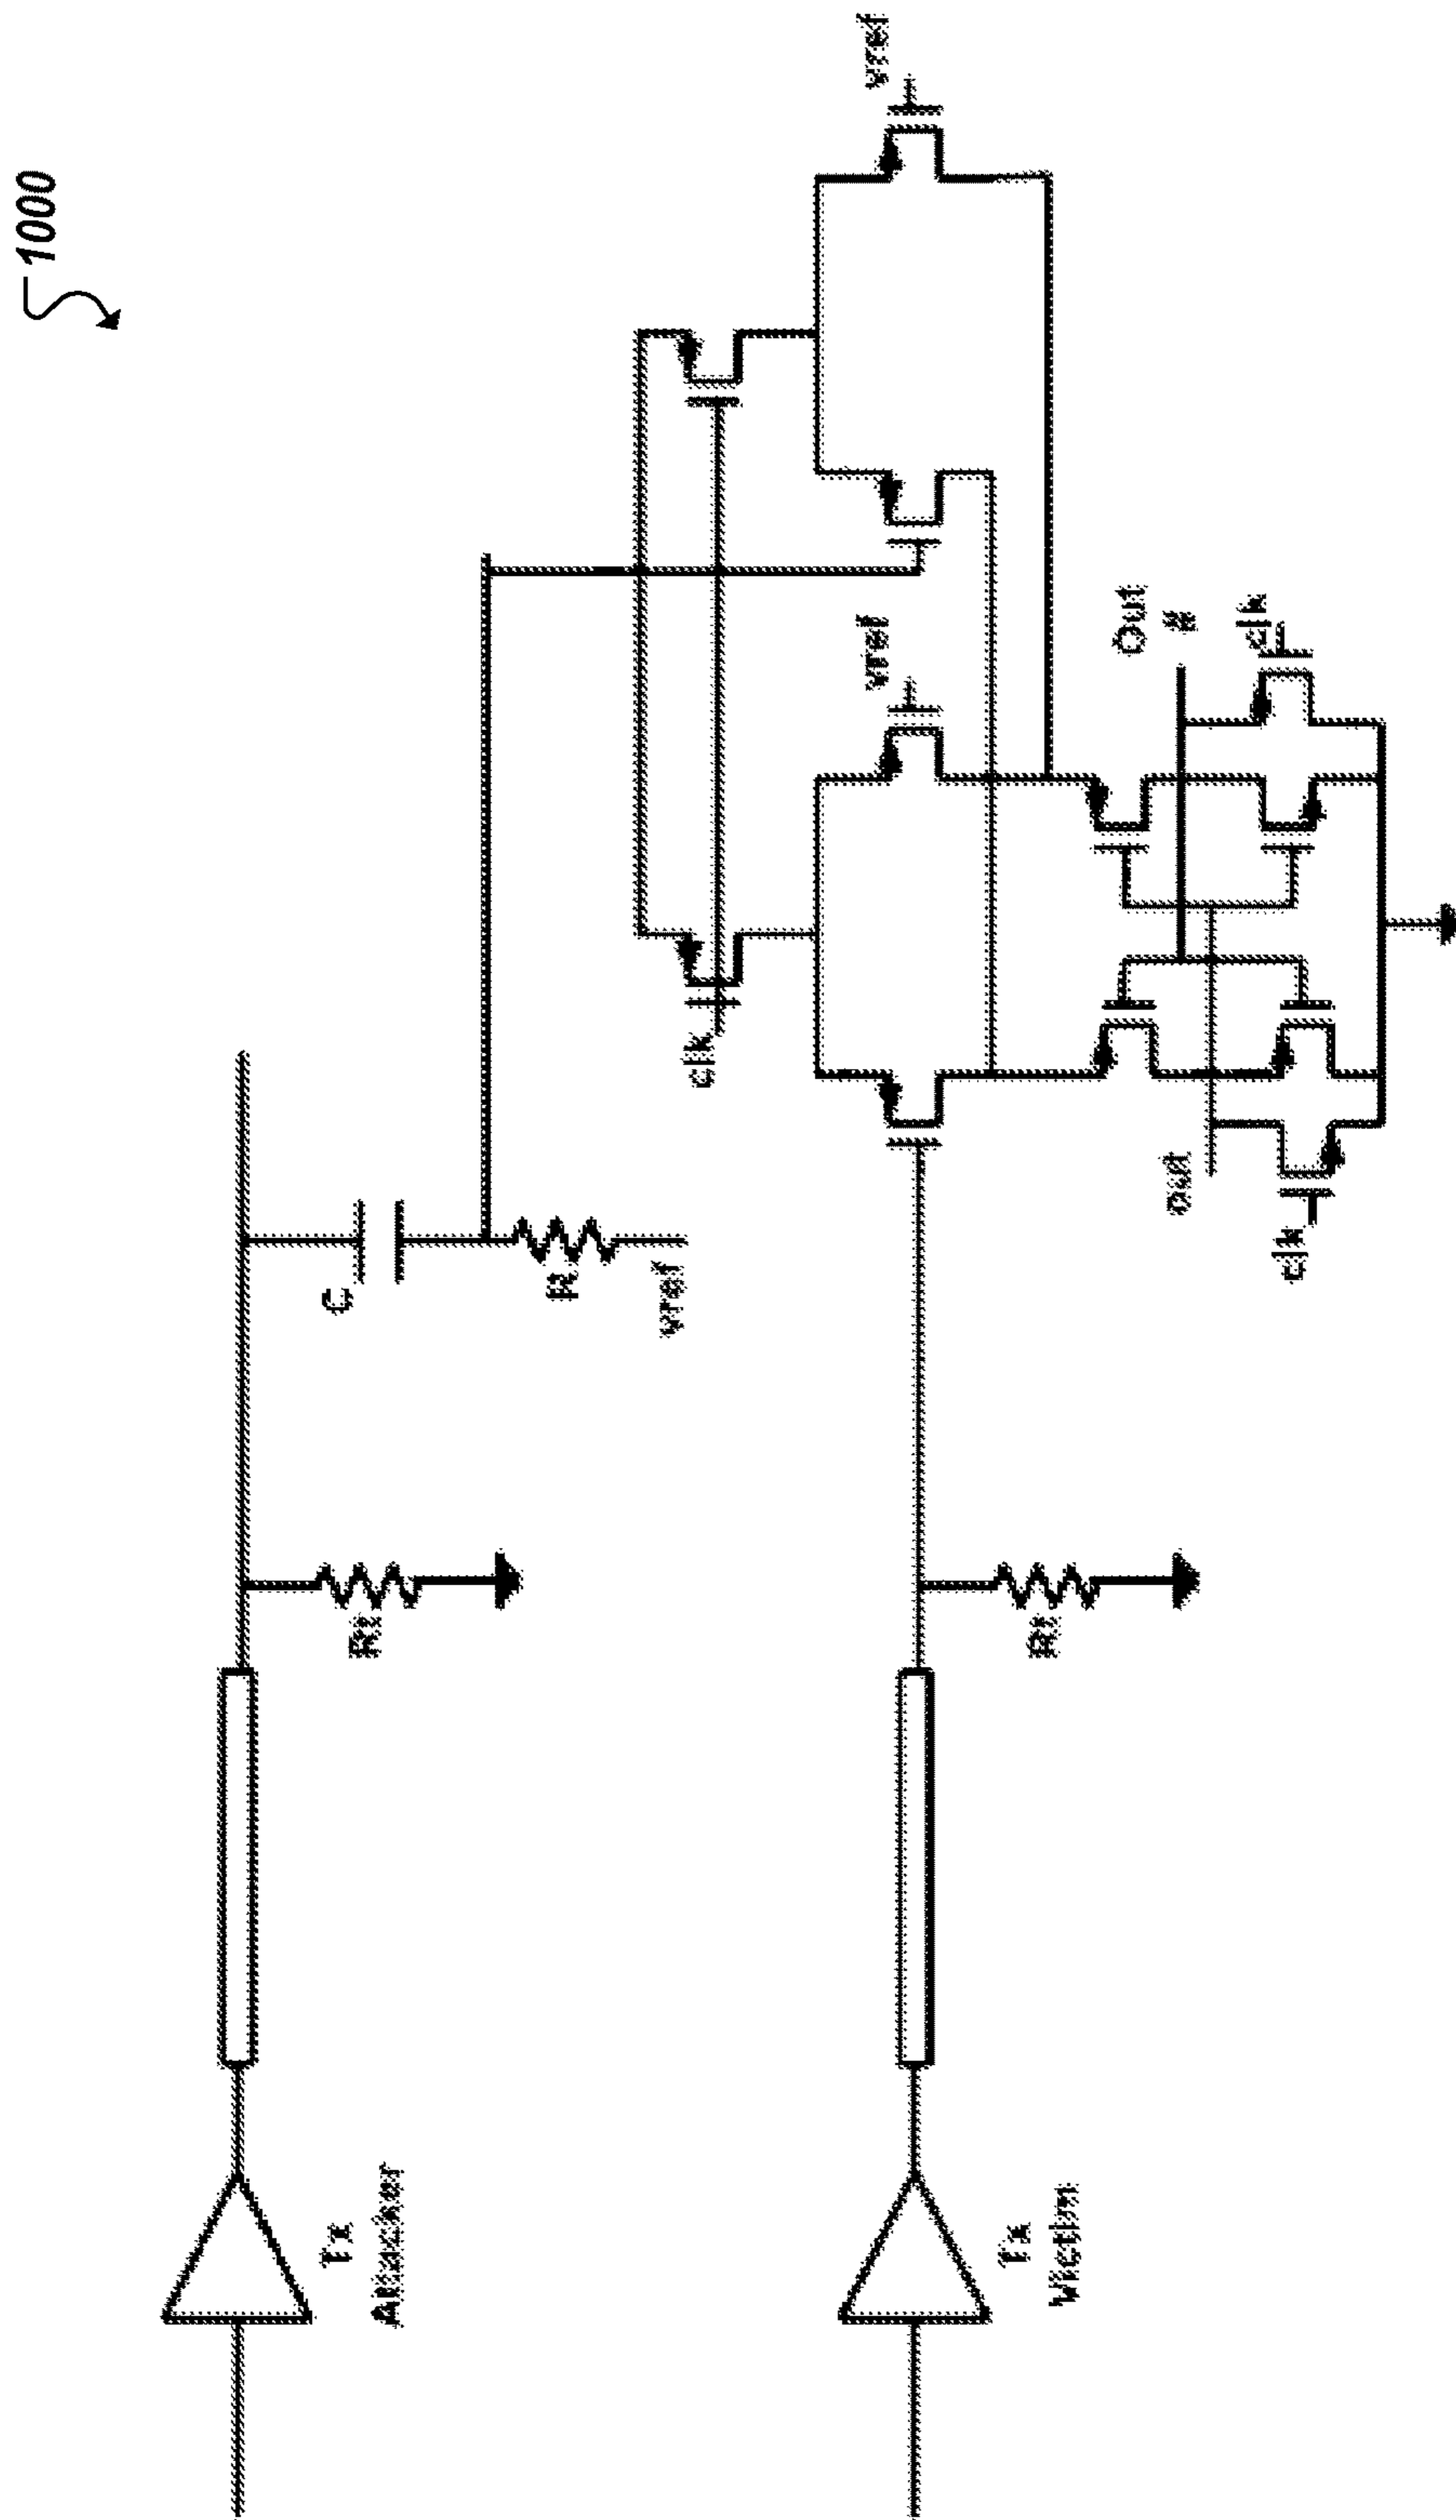 1000
Tx
Attacker
Rt
C
R
vref
clk
vref
vref
Tx
Victim
Rt
out
clk
Out
#
clk